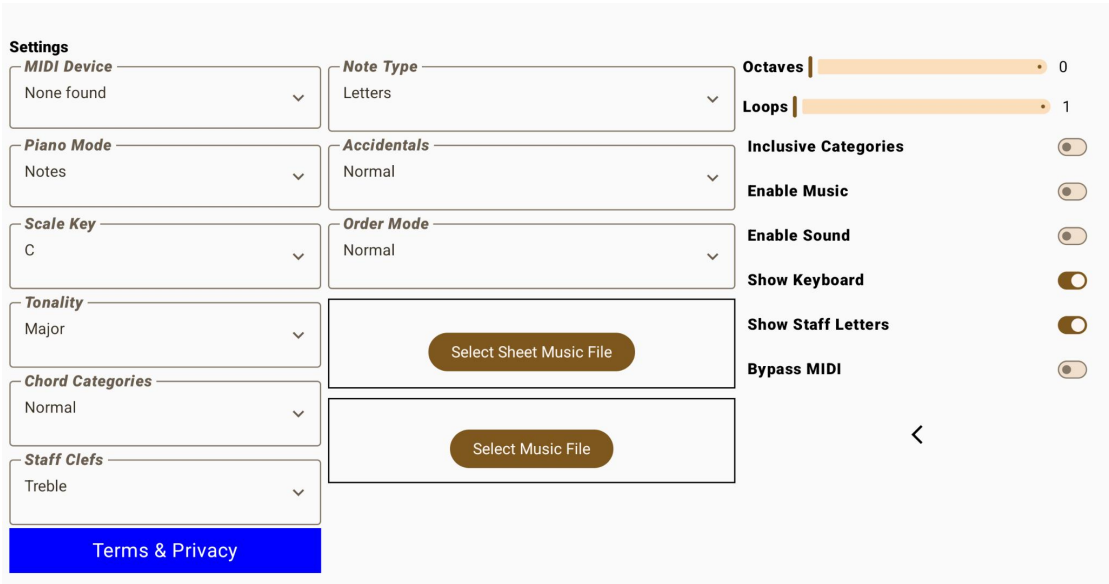 Settings
MIDI Device
None found
Piano Mode
Notes
Scale Key
C
Tonality
Major
Chord Categories
Normal
Staff Clefs
Treble
Terms & Privacy
Note Type
Letters
Accidentals
Normal
Order Mode
Normal
Select Sheet Music File
Select Music File
Octaves 0
Loops 1
Inclusive Categories
Enable Music
Enable Sound
Show Keyboard
Show Staff Letters
Bypass MIDI